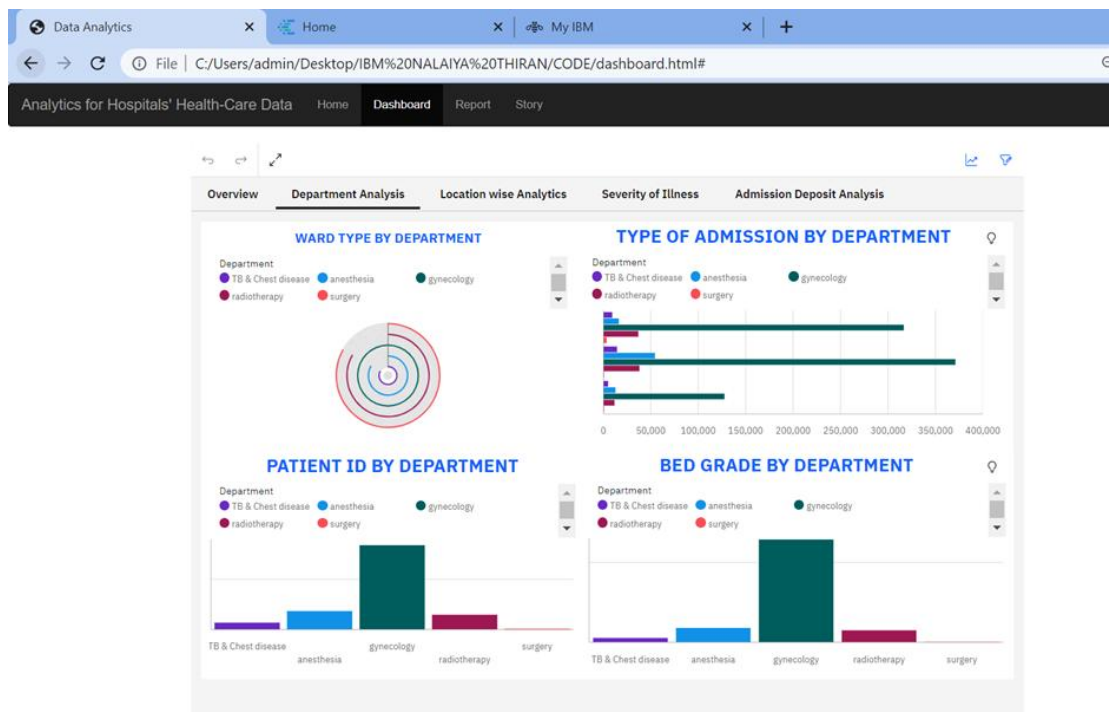 Data Analytics
Home
My IBM
File
C:/Users/admin/Desktop/IBM%20NALAIYA%20THIRAN/CODE/dashboard.html#
Analytics for Hospitals' Health-Care Data
Home
Dashboard
Report
Story
Overview
Department Analysis
Location wise Analytics
Severity of Illness
Admission Deposit Analysis
WARD TYPE BY DEPARTMENT
Department
TB & Chest disease
anesthesia
gynecology
radiotherapy
surgery
TYPE OF ADMISSION BY DEPARTMENT
Department
TB & Chest disease
anesthesia
gynecology
radiotherapy
surgery
0 50,000 100,000 150,000 200,000 250,000 300,000 350,000 400,000
PATIENT ID BY DEPARTMENT
Department
TB & Chest disease
anesthesia
gynecology
radiotherapy
surgery
TB & Chest disease
anesthesia
gynecology
radiotherapy
surgery
BED GRADE BY DEPARTMENT
Department
TB & Chest disease
anesthesia
gynecology
radiotherapy
surgery
TB & Chest disease
anesthesia
gynecology
radiotherapy
surgery